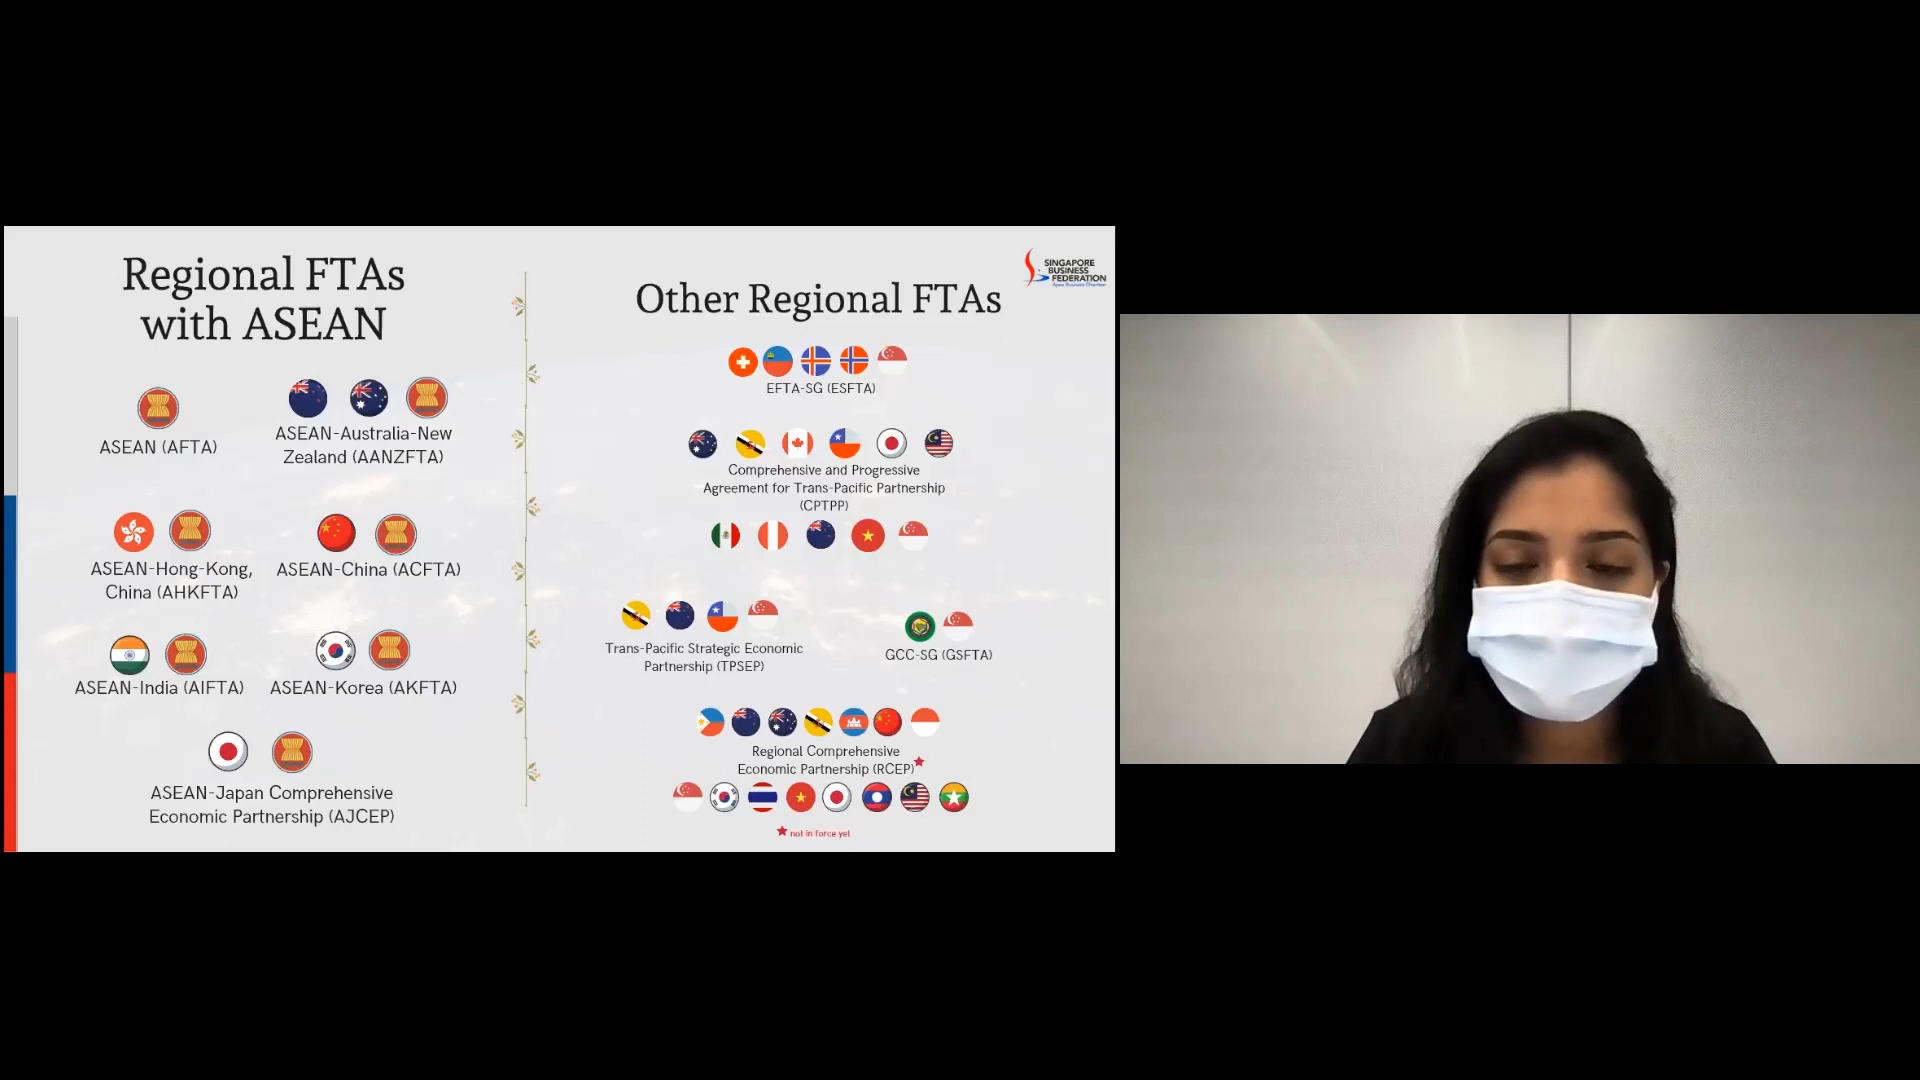 Regional FTAs
with ASEAN
ASEAN (AFTA)
ASEAN-Australia-New
Zealand (AANZFTA)
ASEAN-Hong-Kong,
China (AHKFTA)
ASEAN-China (ACFTA)
ASEAN-India (AIFTA)
ASEAN-Korea (AKFTA)
ASEAN-Japan Comprehensive
Economic Partnership (AJCEP)
SINGAPORE
BUSINESS
FEDERATION
Apex Business Chamber
Other Regional FTAs
EFTA-SG (ESFTA)
Comprehensive and Progressive
Agreement for Trans-Pacific Partnership
(CPTPP)
Trans-Pacific Strategic Economic
Partnership (TPSEP)
GCC-SG (GSFTA)
Regional Comprehensive
Economic Partnership (RCEP)
not in force yet